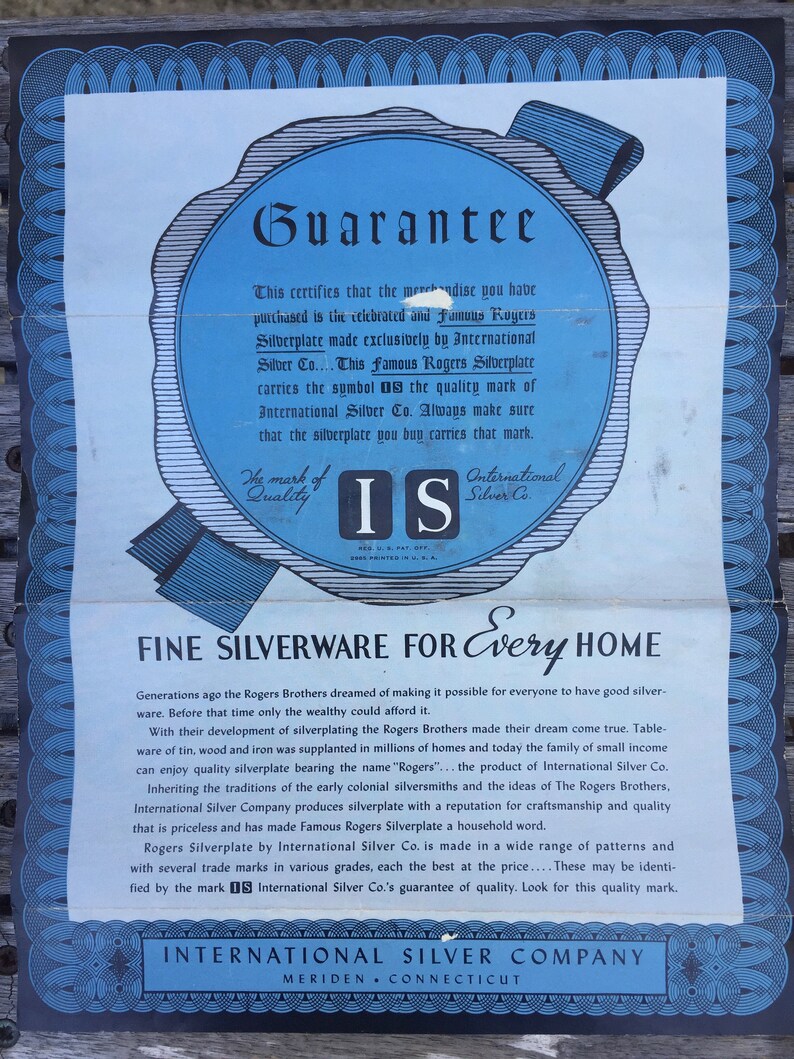 Guarantee
This certifies that the merchandise you have
purchased is the celebrated and Famous Rogers
Silverplate made exclusively by International
Silver Co.... This Famous Rogers Silverplate
carries the symbol IS the quality mark of
International Silver Co. Always make sure
that the silverplate you buy carries that mark.
The mark of Quality
IS
International Silver Co.
REG. U. S. PAT. OFF.
2965 PRINTED IN U. S. A.
FINE SILVERWARE FOR Every HOME
Generations ago the Rogers Brothers dreamed of making it possible for everyone to have good silver-
ware. Before that time only the wealthy could afford it.
With their development of silverplating the Rogers Brothers made their dream come true. Table-
ware of tin, wood and iron was supplanted in millions of homes and today the family of small income
can enjoy quality silverplate bearing the name "Rogers"... the product of International Silver Co.
Inheriting the traditions of the early colonial silversmiths and the ideas of The Rogers Brothers,
International Silver Company produces silverplate with a reputation for craftsmanship and quality
that is priceless and has made Famous Rogers Silverplate a household word.
Rogers Silverplate by International Silver Co. is made in a wide range of patterns and
with several trade marks in various grades, each the best at the price.... These may be identi-
fied by the mark IS International Silver Co.'s guarantee of quality. Look for this quality mark.
INTERNATIONAL SILVER COMPANY
MERIDEN • CONNECTICUT